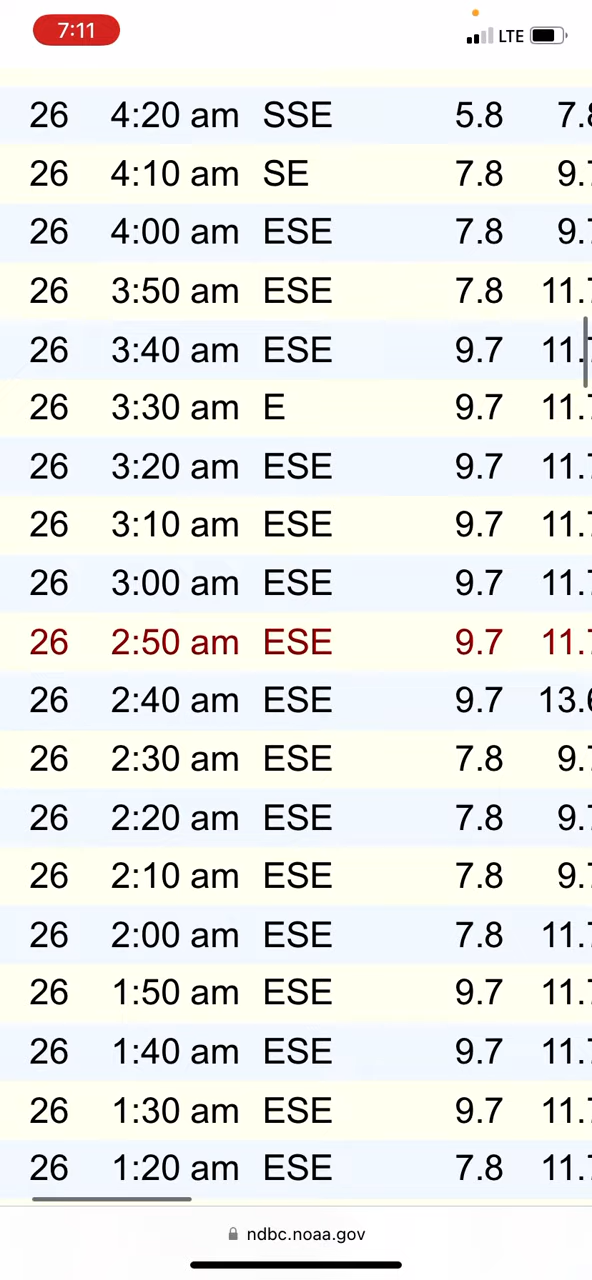 7:11 LTE
26 4:20 am SSE 5.8
26 4:10 am SE 7.8
26 4:00 am ESE 7.8
26 3:50 am ESE 7.8
26 3:40 am ESE 9.7
26 3:30 am E 9.7
26 3:20 am ESE 9.7
26 3:10 am ESE 9.7
26 3:00 am ESE 9.7
26 2:50 am ESE 9.7
26 2:40 am ESE 9.7
26 2:30 am ESE 7.8
26 2:20 am ESE 7.8
26 2:10 am ESE 7.8
26 2:00 am ESE 7.8
26 1:50 am ESE 9.7
26 1:40 am ESE 9.7
26 1:30 am ESE 9.7
26 1:20 am ESE 7.8
ndbc.noaa.gov